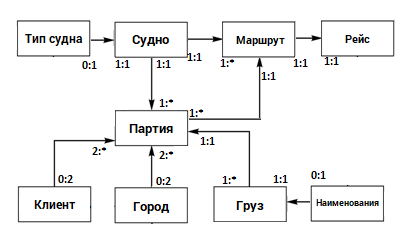 Тип судна
Судно
Маршрут
Рейс
0:1
1:1
1:1
1:1
1:*
1:1
1:1
1:1
1:*
1:*
Партия
2:*
2:*
1:1
0:2
0:2
1:*
1:1
0:1
Клиент
Город
Груз
Наименования